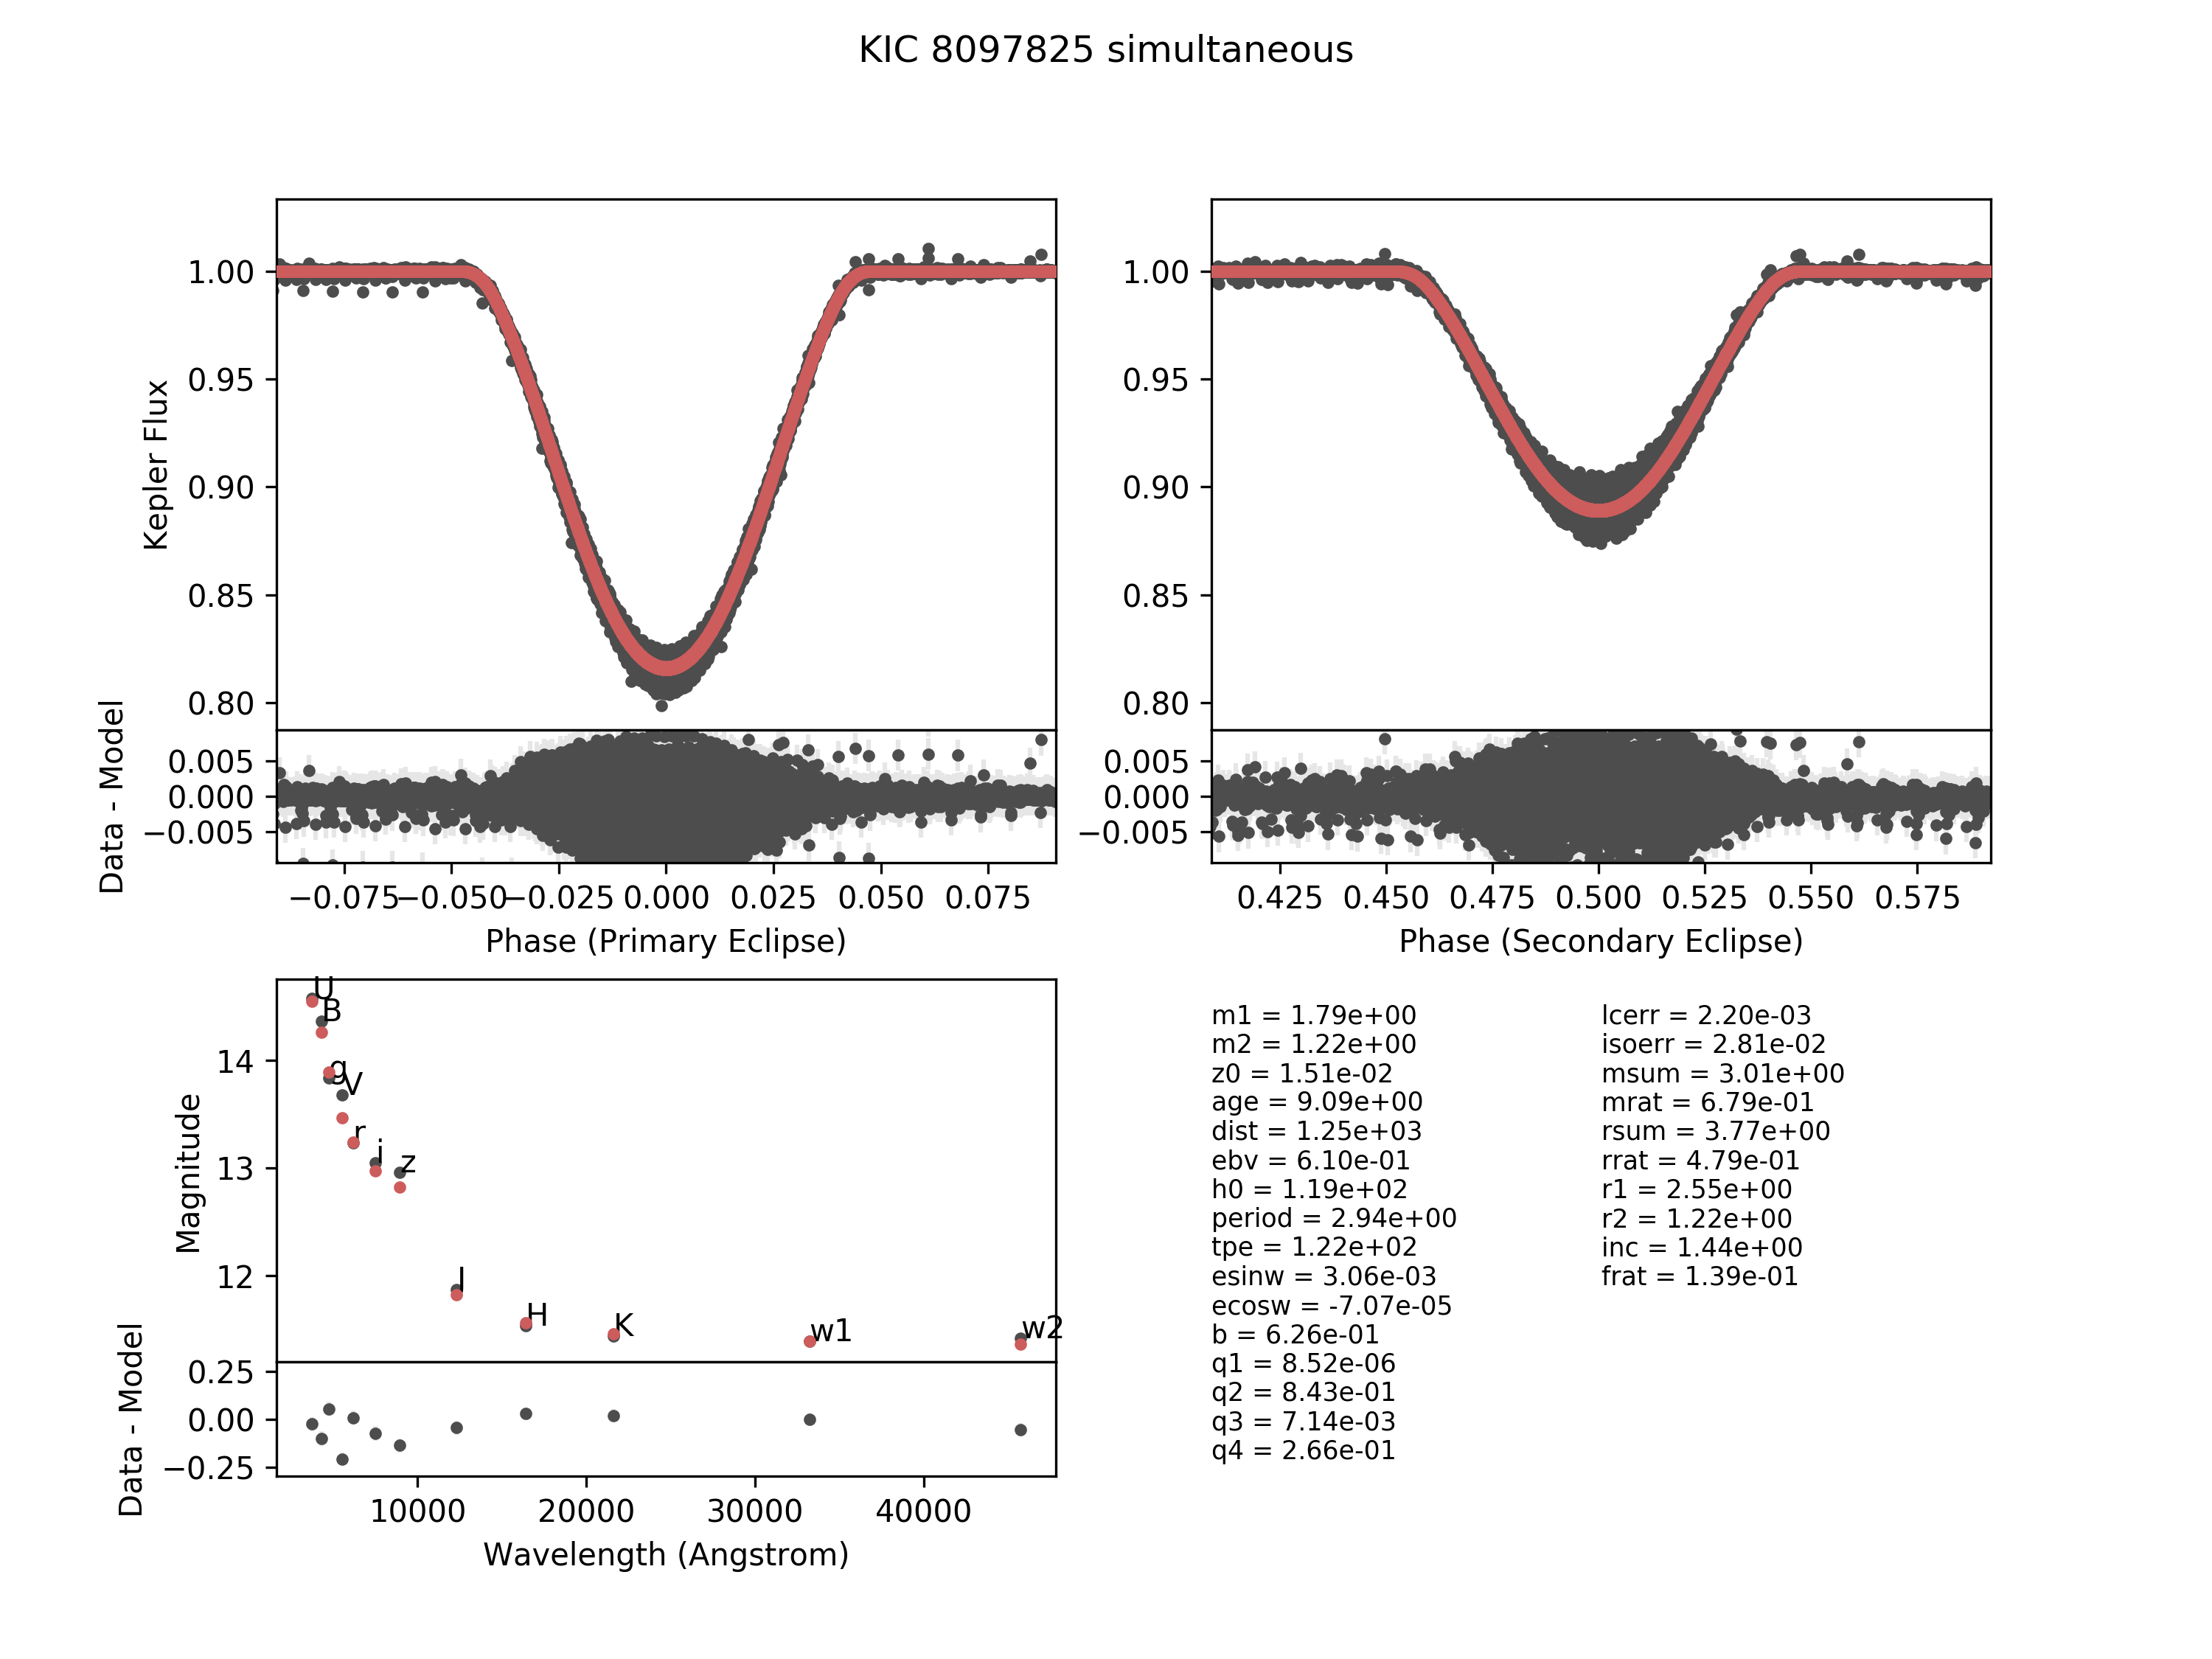 KIC 8097825 simultaneous
1.00
0.95
0.90
0.85
0.80
Kepler Flux
0.005
0.000
−0.005
Data - Model
−0.075
−0.050
−0.025
0.000
0.025
0.050
0.075
Phase (Primary Eclipse)
1.00
0.95
0.90
0.85
0.80
0.005
0.000
−0.005
0.425
0.450
0.475
0.500
0.525
0.550
0.575
Phase (Secondary Eclipse)
U
B
g
V
r
i
z
J
H
K
w1
w2
14
13
12
Magnitude
0.25
0.00
−0.25
Data - Model
10000
20000
30000
40000
Wavelength (Angstrom)
m1 = 1.79e+00
m2 = 1.22e+00
z0 = 1.51e-02
age = 9.09e+00
dist = 1.25e+03
ebv = 6.10e-01
h0 = 1.19e+02
period = 2.94e+00
tpe = 1.22e+02
esinw = 3.06e-03
ecosw = -7.07e-05
b = 6.26e-01
q1 = 8.52e-06
q2 = 8.43e-01
q3 = 7.14e-03
q4 = 2.66e-01
lcerr = 2.20e-03
isoerr = 2.81e-02
msum = 3.01e+00
mrat = 6.79e-01
rsum = 3.77e+00
rrat = 4.79e-01
r1 = 2.55e+00
r2 = 1.22e+00
inc = 1.44e+00
frat = 1.39e-01